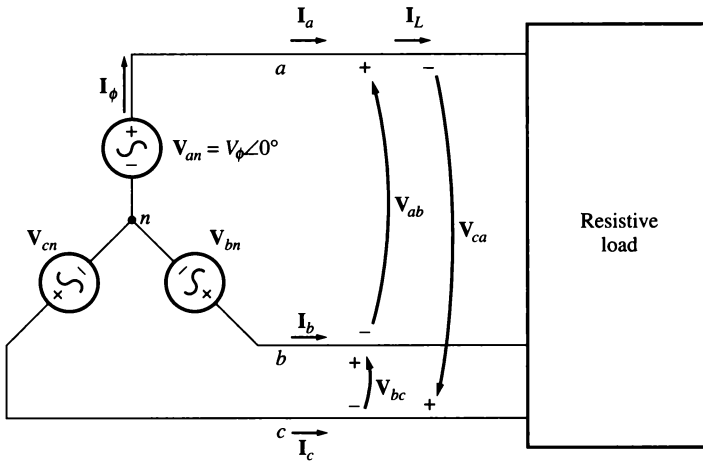 I_a I_L
a + −
I_ϕ
+
−
V_an = V_ϕ∠0°
n
V_cn V_bn
−
+
−
+
V_ab V_ca
Resistive
load
I_b −
b +
V_bc
− +
c
I_c